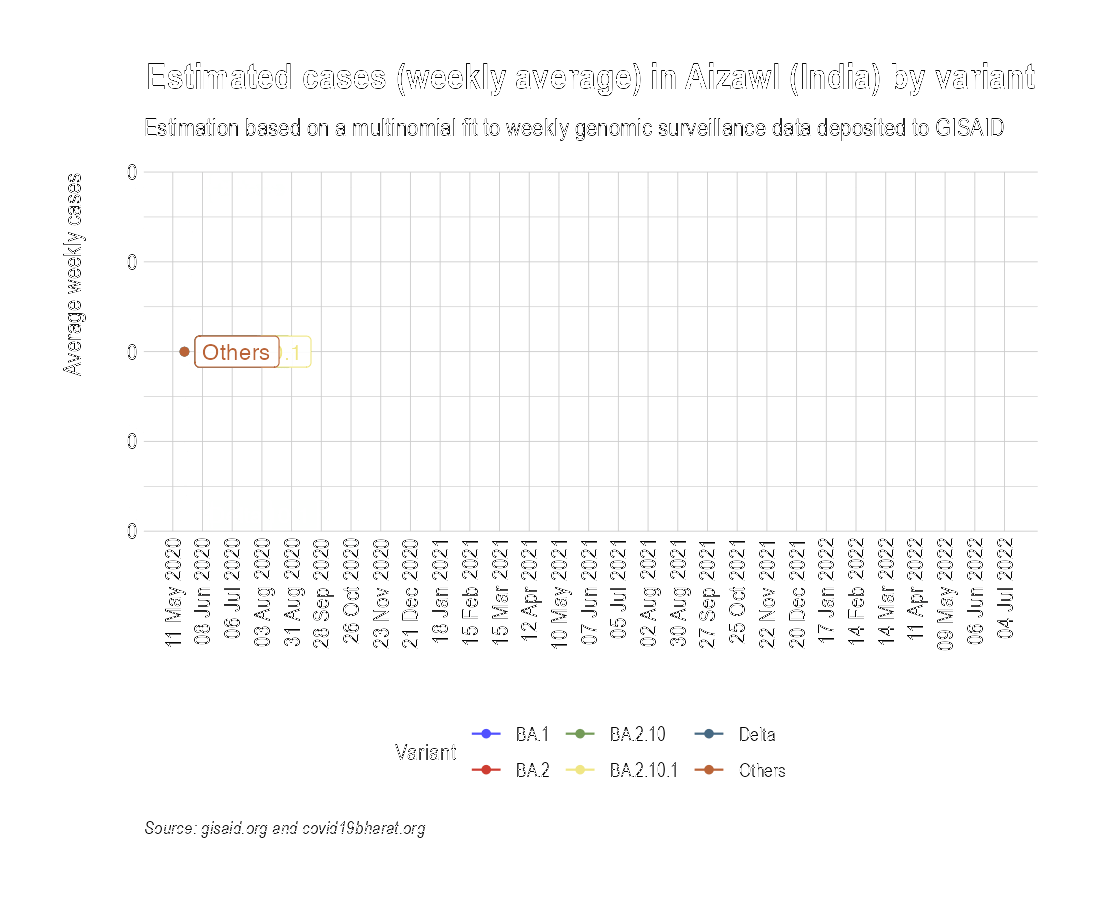 Estimated cases (weekly average) in Aizawl (India) by variant
Estimation based on a multinomial fit to weekly genomic surveillance data deposited to GISAID
Average weekly cases
0
0
0
0
0
Others
.1
11 May 2020
08 Jun 2020
06 Jul 2020
03 Aug 2020
31 Aug 2020
28 Sep 2020
26 Oct 2020
23 Nov 2020
21 Dec 2020
18 Jan 2021
15 Feb 2021
15 Mar 2021
12 Apr 2021
10 May 2021
07 Jun 2021
05 Jul 2021
02 Aug 2021
30 Aug 2021
27 Sep 2021
25 Oct 2021
22 Nov 2021
20 Dec 2021
17 Jan 2022
14 Feb 2022
14 Mar 2022
11 Apr 2022
09 May 2022
06 Jun 2022
04 Jul 2022
Variant
BA.1
BA.2.10
Delta
BA.2
BA.2.10.1
Others
Source: gisaid.org and covid19bharat.org